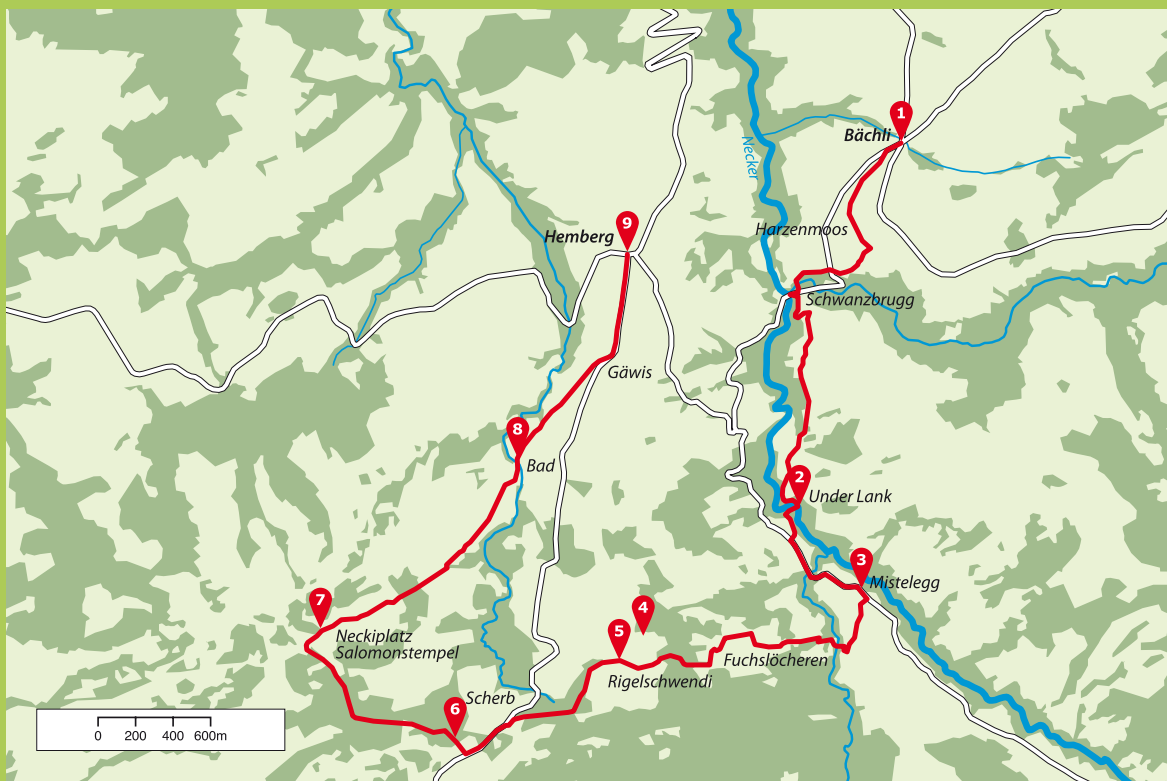 1
Bächli
Necker
Harzenmoos
9
Hemberg
Schwanzbrugg
Gäwis
8
Bad
2
Under Lank
3
Mistelegg
7
Neckiplatz
Salomonstempel
4
5
Fuchslöcheren
Rigelschwendi
Scherb
6
0 200 400 600m